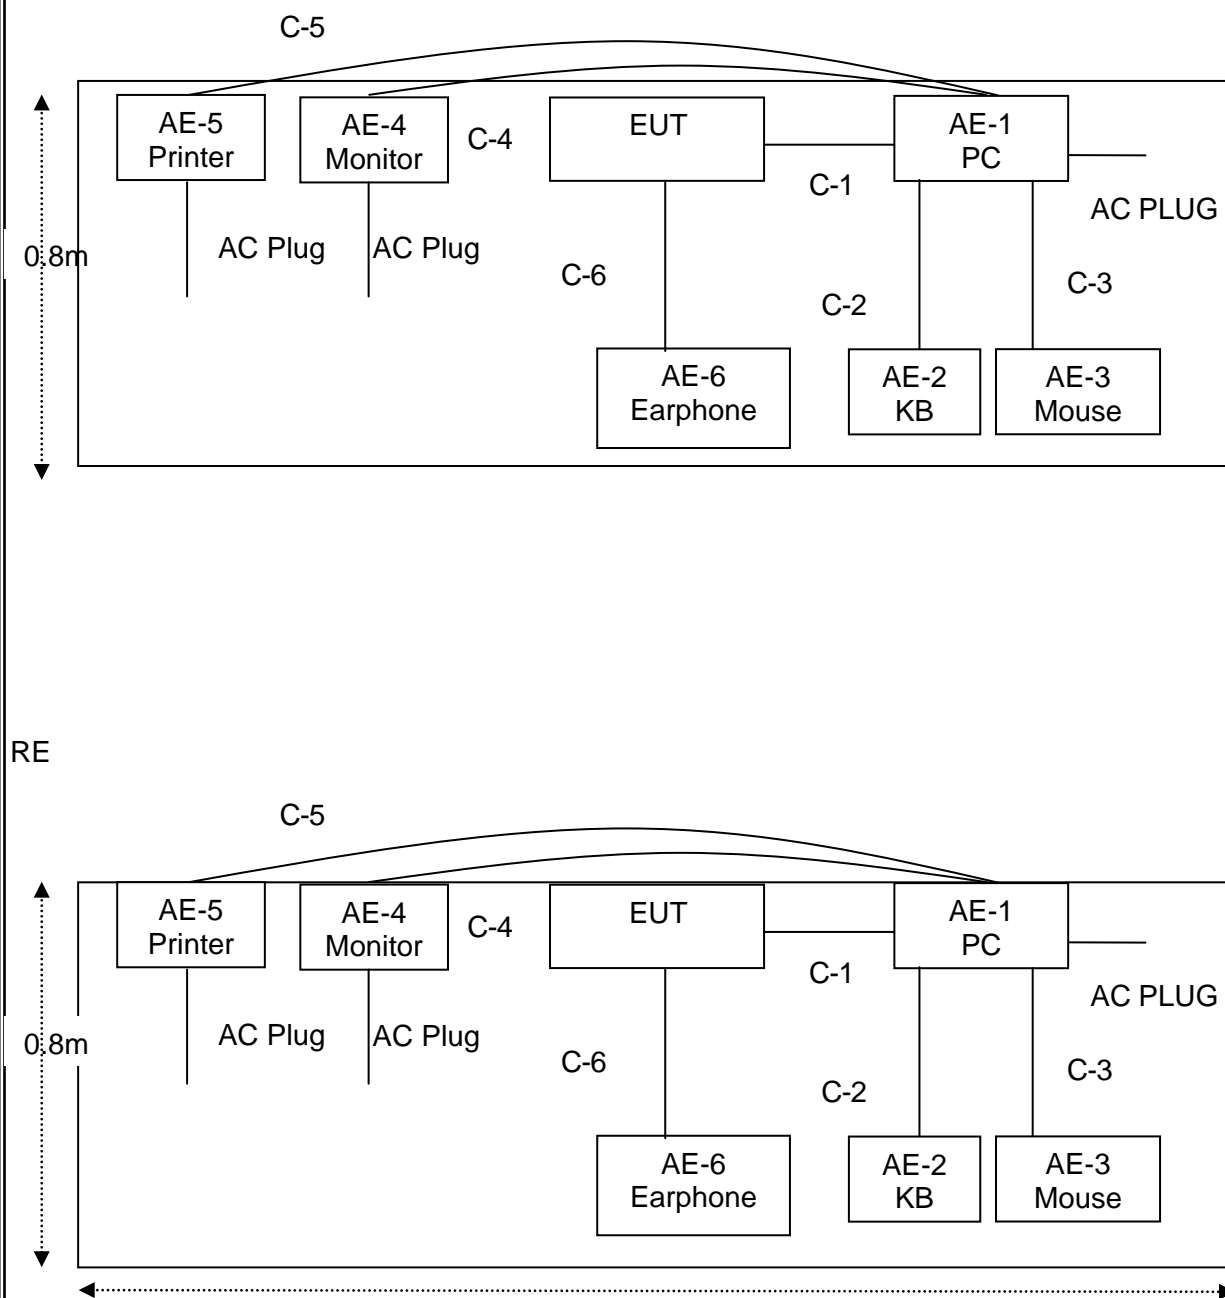 C-5
AE-5
Printer
AE-4
Monitor
C-4
EUT
AE-1
PC
C-1
AC PLUG
0.8m
AC Plug
AC Plug
C-6
C-2
C-3
AE-6
Earphone
AE-2
KB
AE-3
Mouse
RE
C-5
AE-5
Printer
AE-4
Monitor
C-4
EUT
AE-1
PC
C-1
AC PLUG
0.8m
AC Plug
AC Plug
C-6
C-2
C-3
AE-6
Earphone
AE-2
KB
AE-3
Mouse